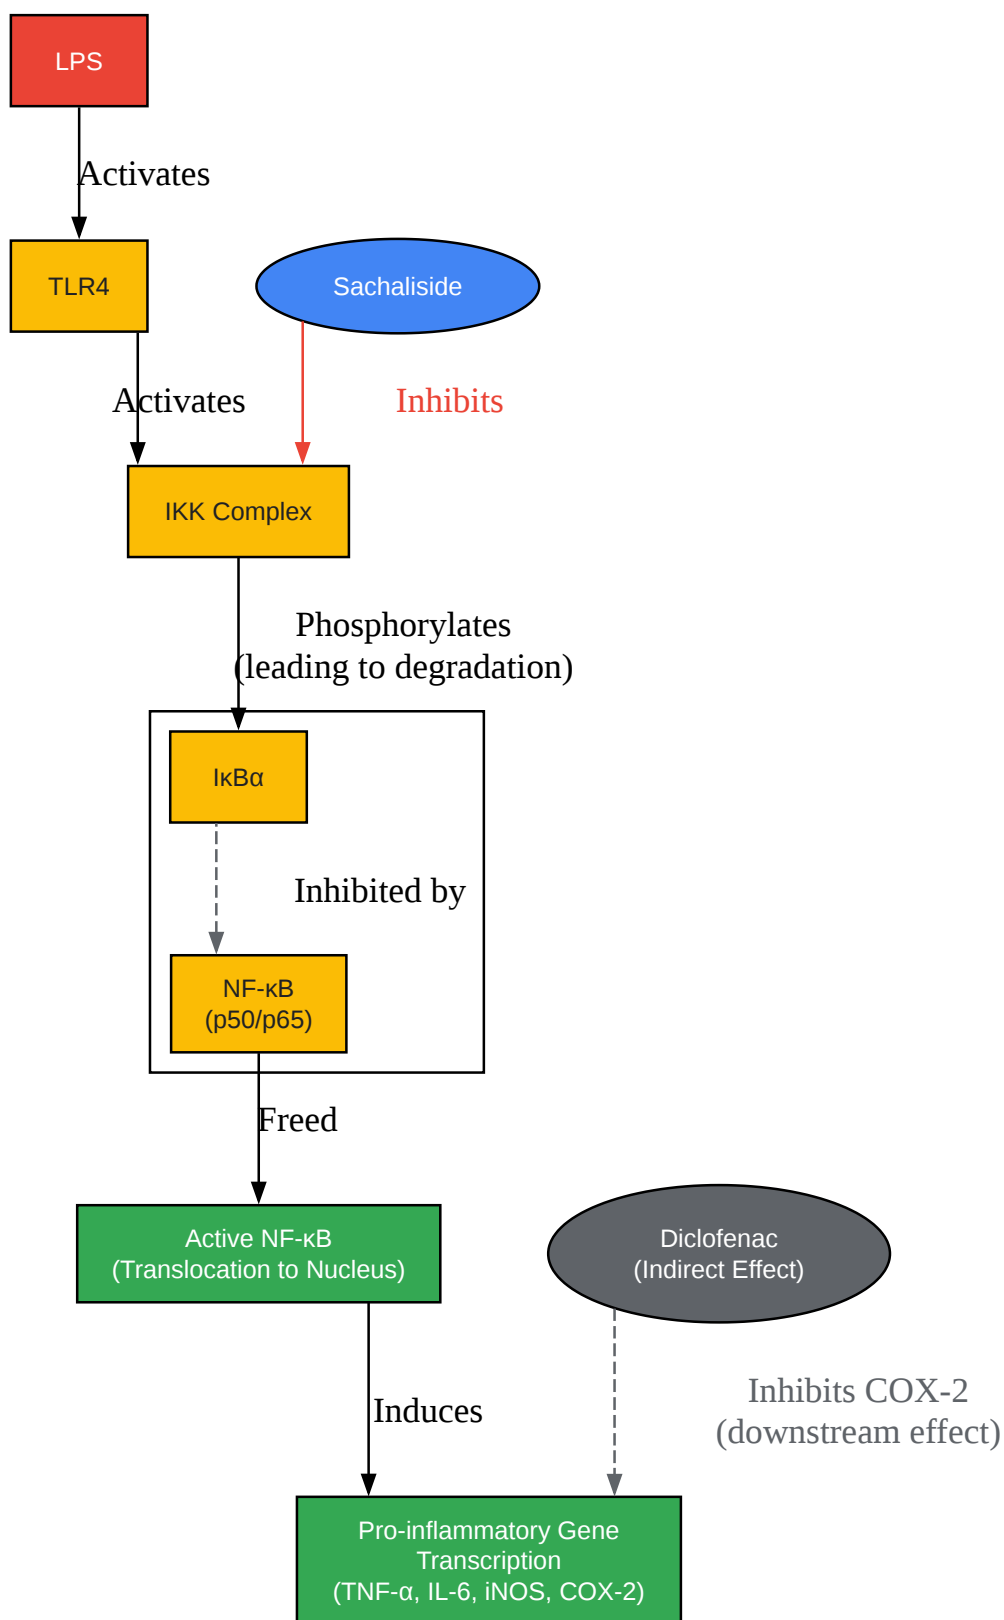 LPS
Activates
TLR4
Sachaliside
Activates
Inhibits
IKK Complex
Phosphorylates
(leading to degradation)
IκBα
Inhibited by
NF-κB
(p50/p65)
Freed
Active NF-κB
(Translocation to Nucleus)
Diclofenac
(Indirect Effect)
Induces
Inhibits COX-2
(downstream effect)
Pro-inflammatory Gene
Transcription
(TNF-α, IL-6, iNOS, COX-2)